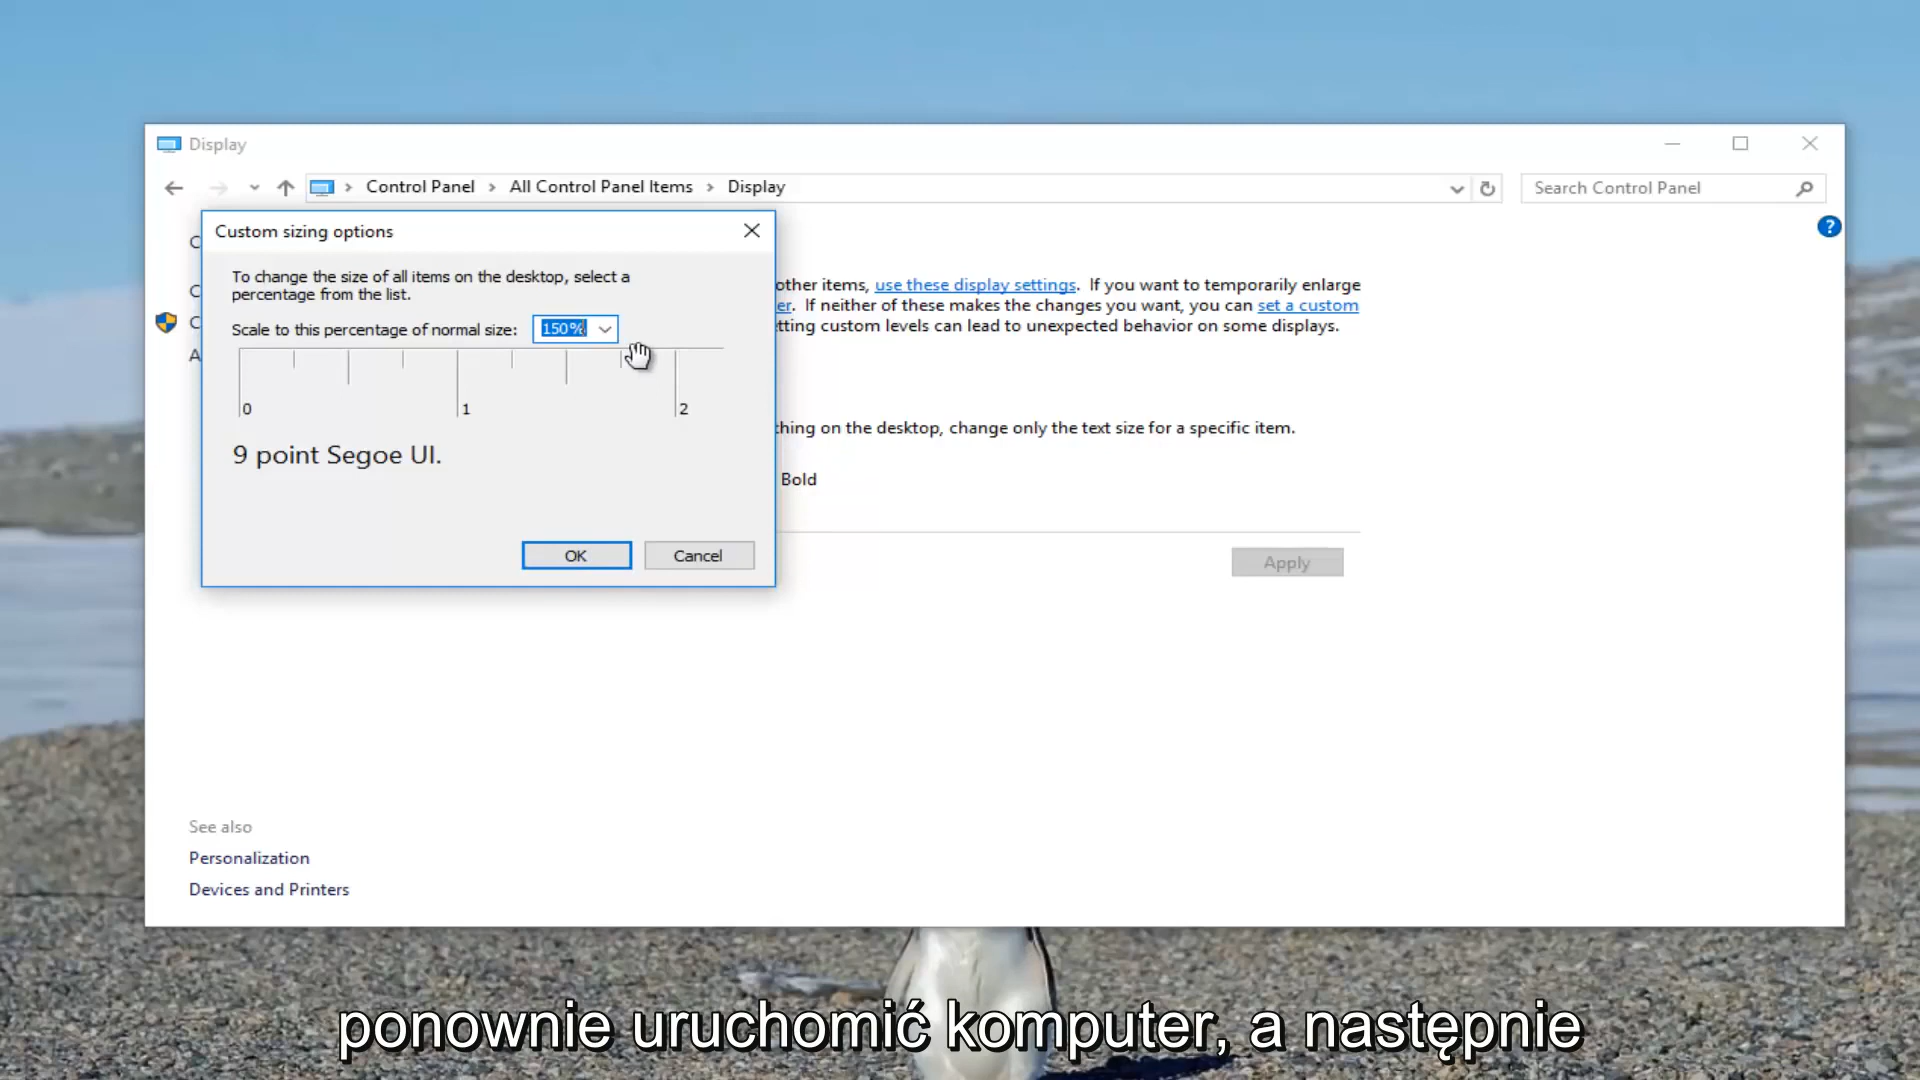 Display
Control Panel
All Control Panel Items
Display
Search Control Panel
?
Custom sizing options
To change the size of all items on the desktop, select a
percentage from the list.
Scale to this percentage of normal size: 150%
0 1 2
9 point Segoe UI.
OK Cancel
C
C
C
A
other items, use these display settings. If you want to temporarily enlarge
er. If neither of these makes the changes you want, you can set a custom
tting custom levels can lead to unexpected behavior on some displays.
thing on the desktop, change only the text size for a specific item.
Bold
Apply
See also
Personalization
Devices and Printers
ponownie uruchomić komputer, a następnie